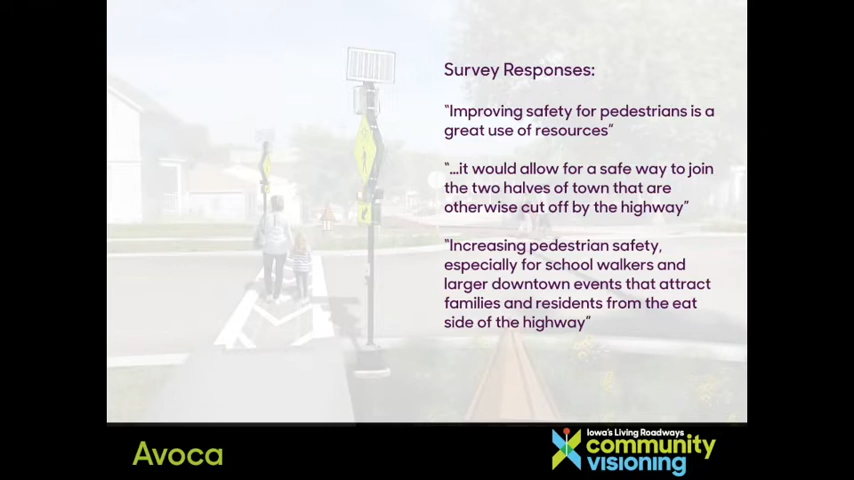 Survey Responses:
“Improving safety for pedestrians is a
great use of resources”
“...it would allow for a safe way to join
the two halves of town that are
otherwise cut off by the highway”
“Increasing pedestrian safety,
especially for school walkers and
larger downtown events that attract
families and residents from the eat
side of the highway”
Avoca
Iowa's Living Roadways
community
visioning